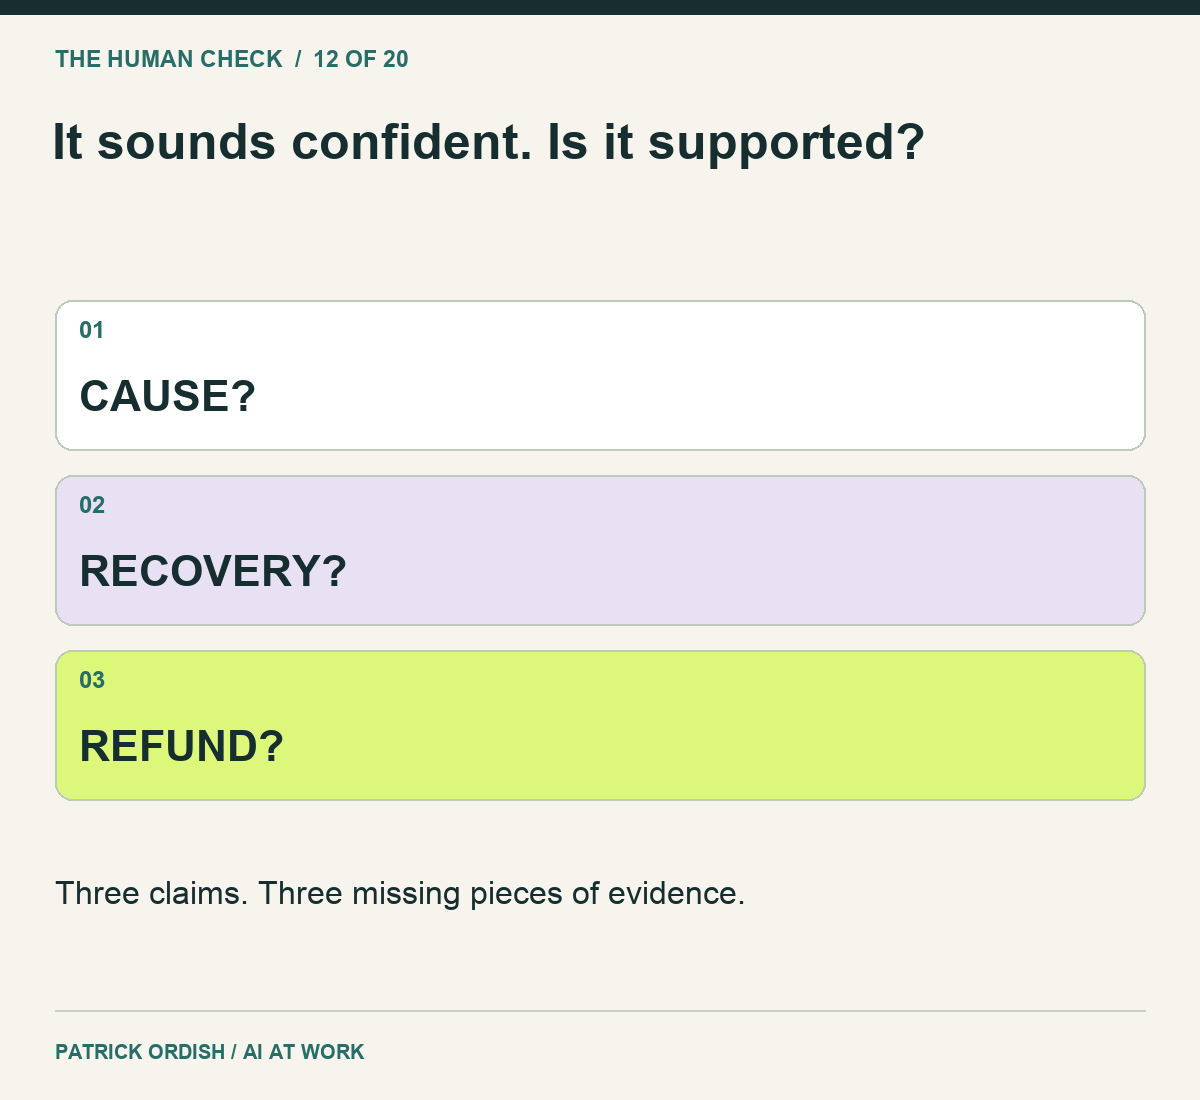 THE HUMAN CHECK / 12 OF 20
It sounds confident. Is it supported?
01
CAUSE?
02
RECOVERY?
03
REFUND?
Three claims. Three missing pieces of evidence.
PATRICK ORDISH / AI AT WORK